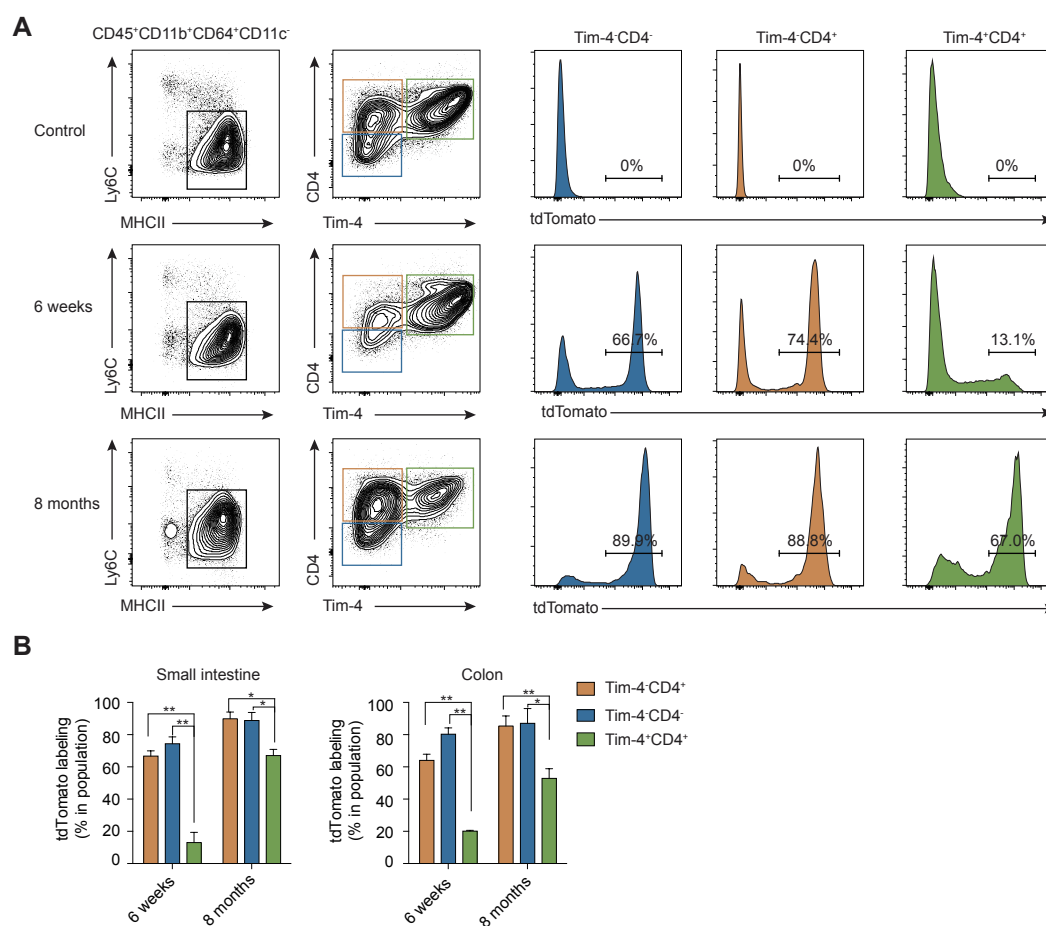 A
CD45⁺CD11b⁺CD64⁺CD11c⁻
Tim-4⁻CD4⁻
Tim-4⁻CD4⁺
Tim-4⁺CD4⁺
Control
Ly6C
MHCII
CD4
Tim-4
0%
0%
0%
tdTomato
6 weeks
Ly6C
MHCII
CD4
Tim-4
66.7%
74.4%
13.1%
tdTomato
8 months
Ly6C
MHCII
CD4
Tim-4
89.9%
88.8%
67.0%
tdTomato
B
Small intestine
tdTomato labeling
(% in population)
100
80
60
40
20
0
**
**
*
*
6 weeks
8 months
Colon
tdTomato labeling
(% in population)
100
80
60
40
20
0
**
**
**
*
6 weeks
8 months
Tim-4⁻CD4⁺
Tim-4⁻CD4⁻
Tim-4⁺CD4⁺